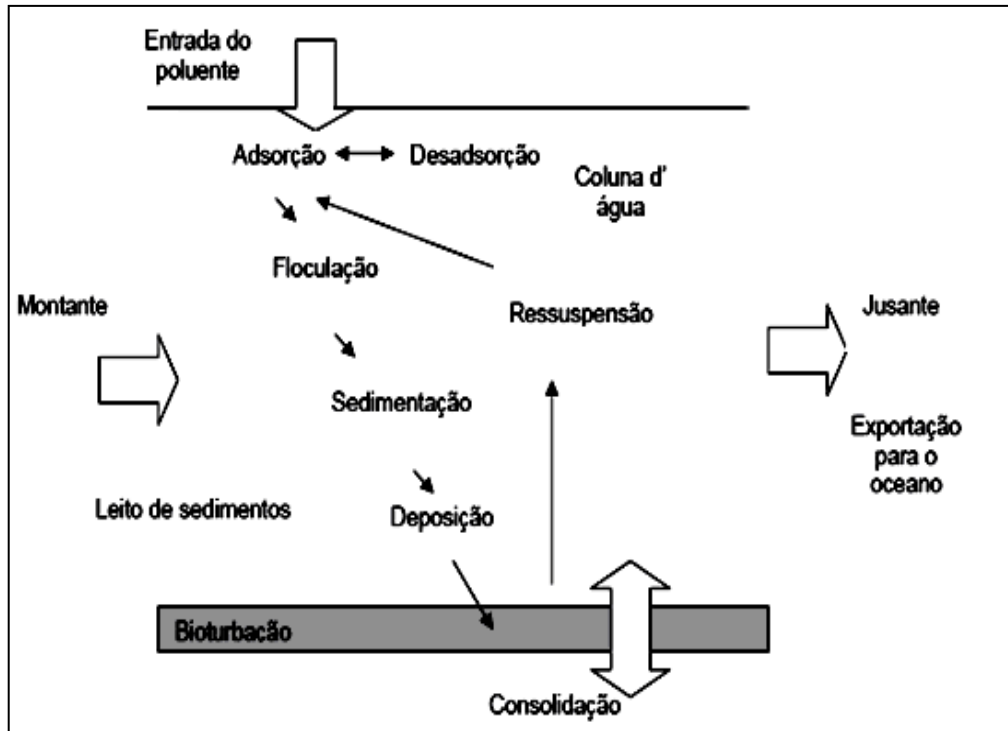 Entrada do
poluente
Adsorção
Desadsorção
Coluna d'
água
Floculação
Montante
Ressuspensão
Jusante
Sedimentação
Exportação
para o
oceano
Leito de sedimentos
Deposição
Bioturbação
Consolidação